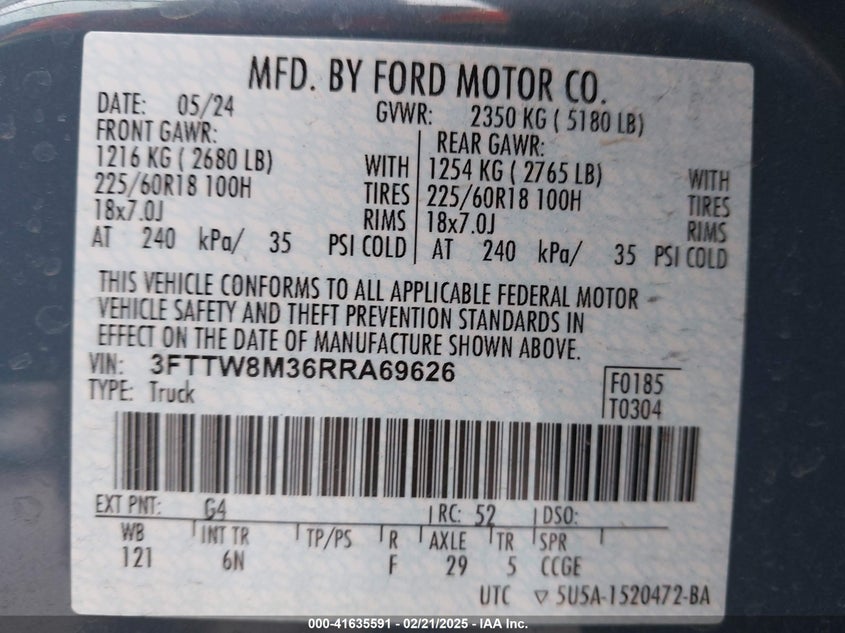 MFD. BY FORD MOTOR CO.
DATE: 05/24 GVWR: 2350 KG ( 5180 LB)
FRONT GAWR: REAR GAWR:
1216 KG ( 2680 LB) WITH 1254 KG ( 2765 LB) WITH
225/60R18 100H TIRES 225/60R18 100H TIRES
18x7.0J RIMS 18x7.0J RIMS
AT 240 kPa/ 35 PSI COLD AT 240 kPa/ 35 PSI COLD
THIS VEHICLE CONFORMS TO ALL APPLICABLE FEDERAL MOTOR
VEHICLE SAFETY AND THEFT PREVENTION STANDARDS IN
EFFECT ON THE DATE OF MANUFACTURE SHOWN ABOVE.
VIN: 3FTTW8M36RRA69626 F0185
TYPE: Truck T0304
EXT PNT: G4 RC: 52 DSO:
WB INT TR TP/PS R AXLE TR SPR
121 6N F 29 5 CCGE
UTC ▽ 5U5A-1520472-BA
000-41635591 - 02/21/2025 - IAA Inc.